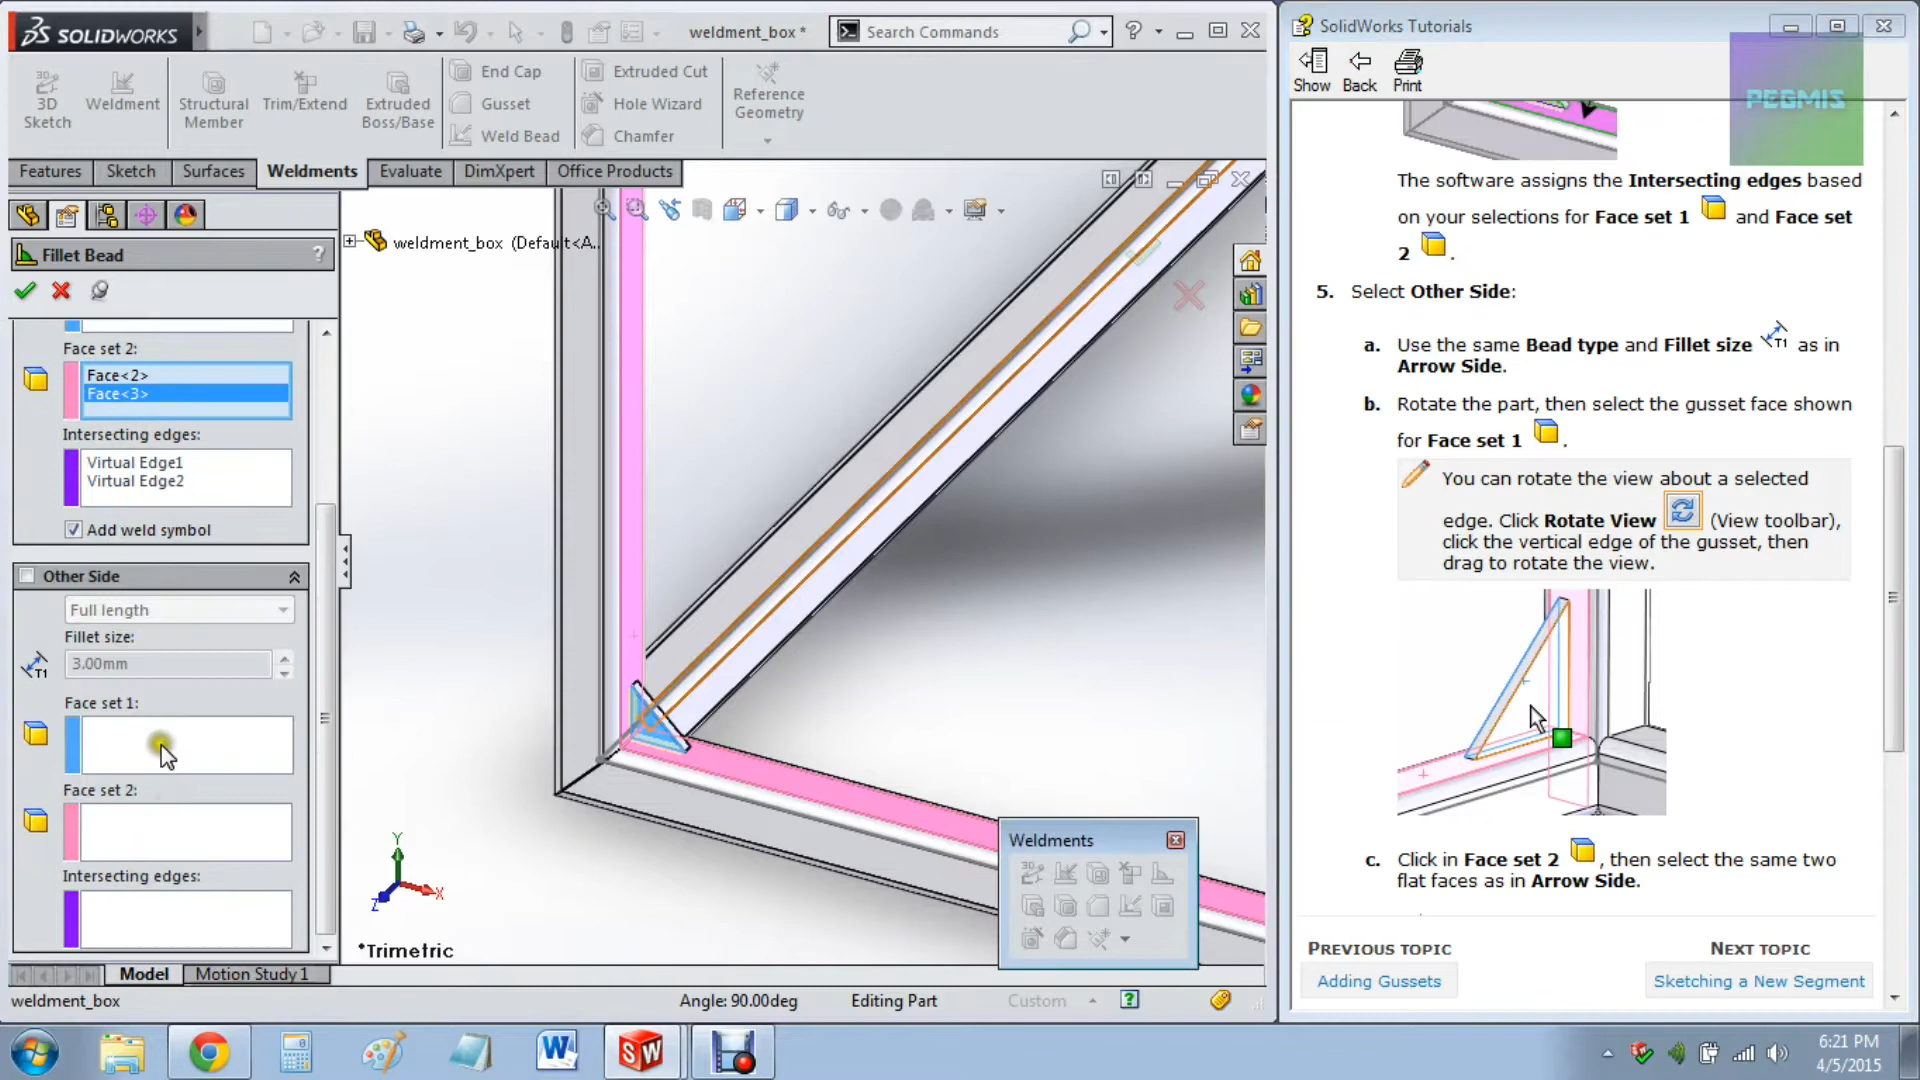 SOLIDWORKS
weldment_box *
Search Commands
3D Sketch
Weldment
Structural Member
Trim/Extend
Extruded Boss/Base
End Cap
Gusset
Weld Bead
Extruded Cut
Hole Wizard
Chamfer
Reference Geometry
Features
Sketch
Surfaces
Weldments
Evaluate
DimXpert
Office Products
Fillet Bead
?
weldment_box (Default<A...
Face set 2:
Face<2>
Face<3>
Intersecting edges:
Virtual Edge1
Virtual Edge2
Add weld symbol
Other Side
Full length
Fillet size:
3.00mm
Face set 1:
Face set 2:
Intersecting edges:
Y
X
Z
*Trimetric
Weldments
Model
Motion Study 1
weldment_box
Angle: 90.00deg
Editing Part
Custom
SolidWorks Tutorials
Show
Back
Print
PEGMIS
The software assigns the Intersecting edges based
on your selections for Face set 1 and Face set
2 .
5. Select Other Side:
a. Use the same Bead type and Fillet size as in
Arrow Side.
b. Rotate the part, then select the gusset face shown
for Face set 1 .
You can rotate the view about a selected
edge. Click Rotate View (View toolbar),
click the vertical edge of the gusset, then
drag to rotate the view.
c. Click in Face set 2 , then select the same two
flat faces as in Arrow Side.
PREVIOUS TOPIC
Adding Gussets
NEXT TOPIC
Sketching a New Segment
6:21 PM
4/5/2015